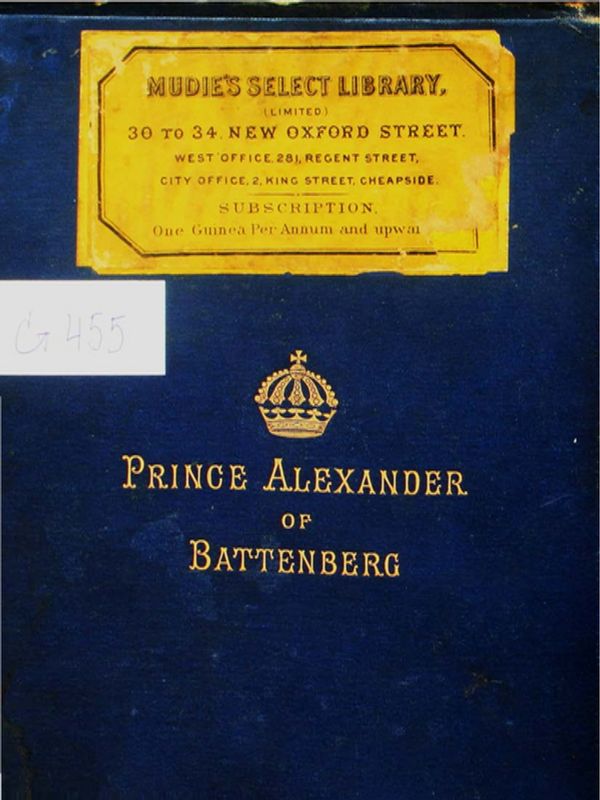 MUDIE'S SELECT LIBRARY,
(LIMITED)
30 TO 34. NEW OXFORD STREET.
WEST OFFICE, 281, REGENT STREET,
CITY OFFICE, 2, KING STREET, CHEAPSIDE.
SUBSCRIPTION,
One Guinea Per Annum and upwar
G 455
PRINCE ALEXANDER
OF
BATTENBERG